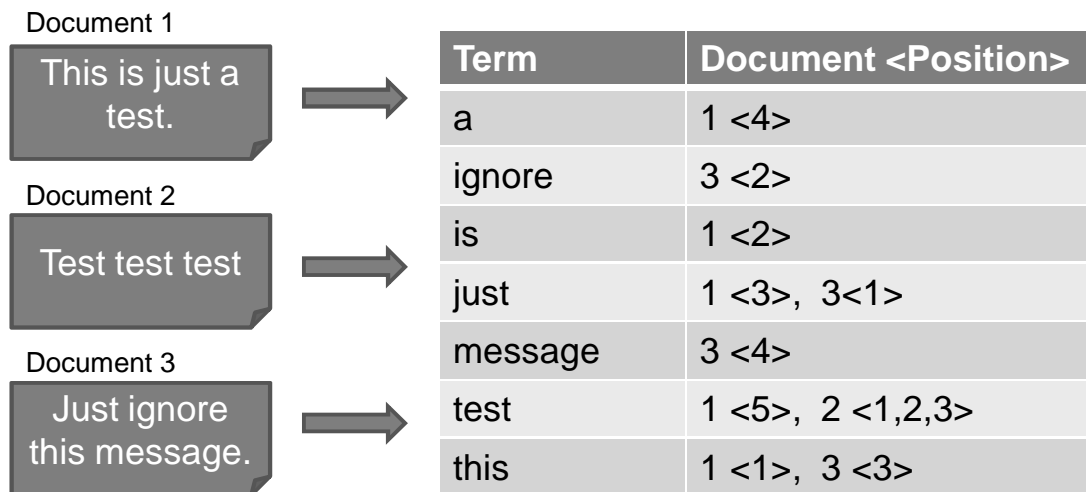 Document 1
This is just a
test.
Document 2
Test test test
Document 3
Just ignore
this message.
Term Document <Position>
a 1 <4>
ignore 3 <2>
is 1 <2>
just 1 <3>, 3<1>
message 3 <4>
test 1 <5>, 2 <1,2,3>
this 1 <1>, 3 <3>